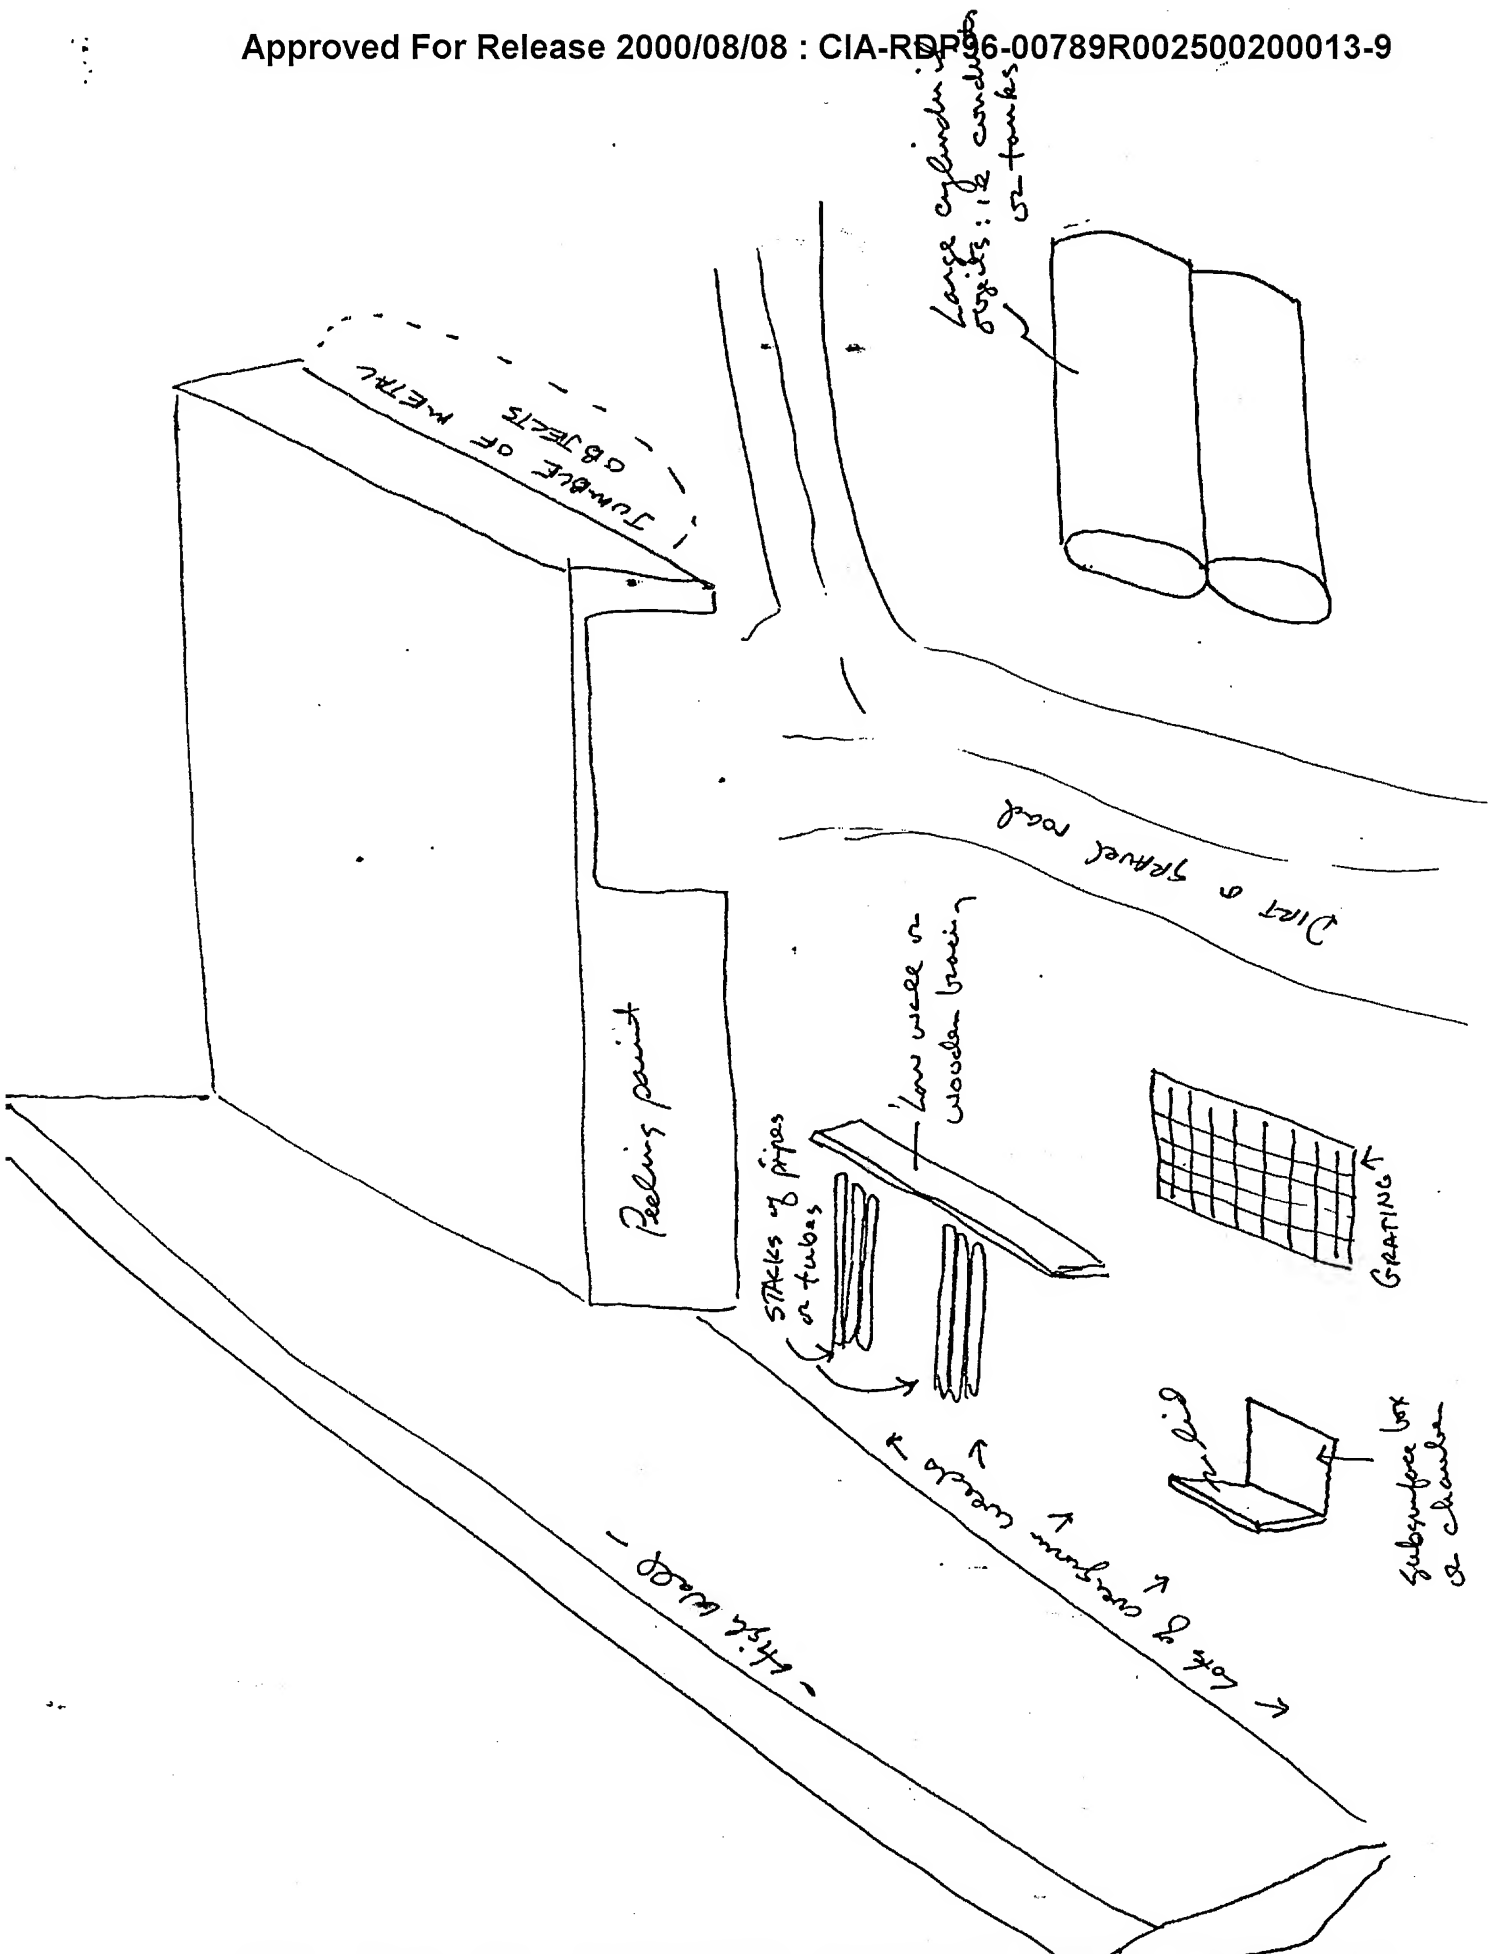 Approved For Release 2000/08/08 : CIA-RDP96-00789R002500200013-9
Large cylindric
objects: ie conduits
or tanks
JUMBLE OF METAL
OBJECTS
DIRT or GRAVEL road
Peeling paint
Low wall or
wooden bracing
STACKS of pipes
or tubes
GRATING
lid
subsurface box
or chamber
Lots of overgrown weeds
- High Wall -